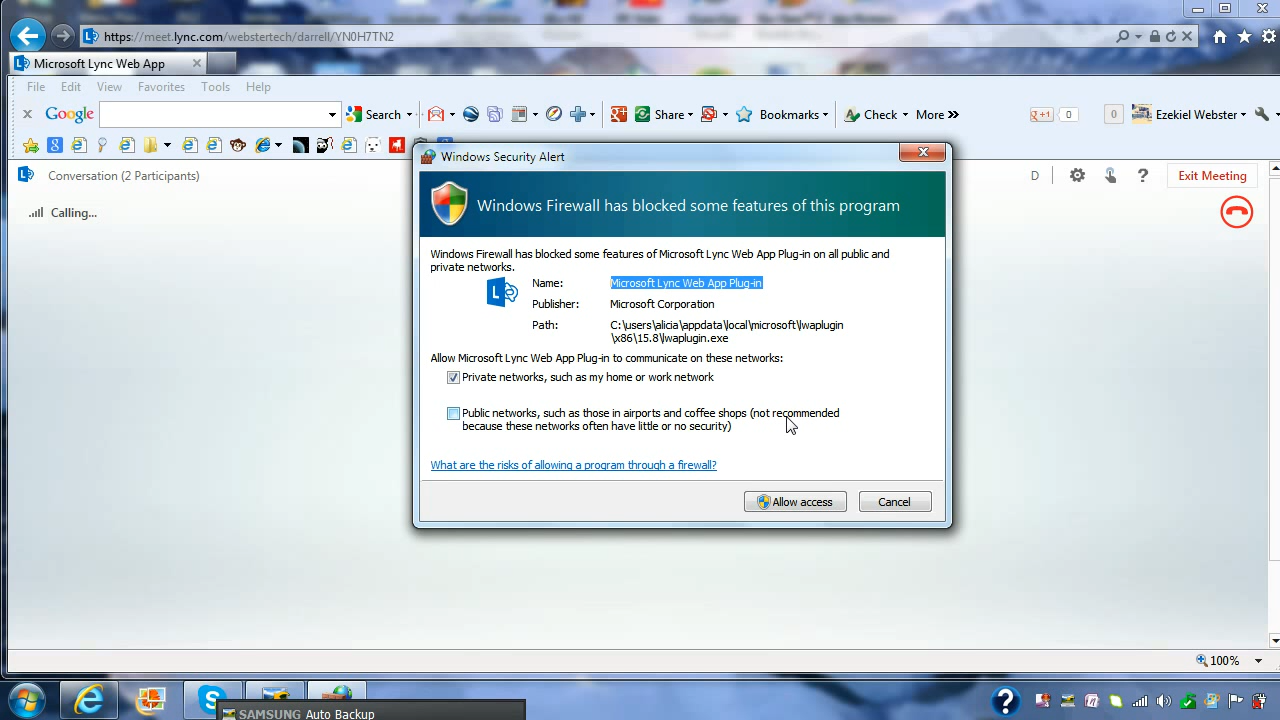 https://meet.lync.com/webstertech/darrell/YN0H7TN2
Microsoft Lync Web App
File Edit View Favorites Tools Help
Google Search Share Bookmarks Check More >> 0 0 Ezekiel Webster
Conversation (2 Participants) D ? Exit Meeting
Calling...
Windows Security Alert
Windows Firewall has blocked some features of this program
Windows Firewall has blocked some features of Microsoft Lync Web App Plug-in on all public and
private networks.
Name: Microsoft Lync Web App Plug-in
Publisher: Microsoft Corporation
Path: C:\users\alicia\appdata\local\microsoft\lwaplugin
\x86\15.8\lwaplugin.exe
Allow Microsoft Lync Web App Plug-in to communicate on these networks:
Private networks, such as my home or work network
Public networks, such as those in airports and coffee shops (not recommended
because these networks often have little or no security)
What are the risks of allowing a program through a firewall?
Allow access Cancel
100%
SAMSUNG Auto Backup